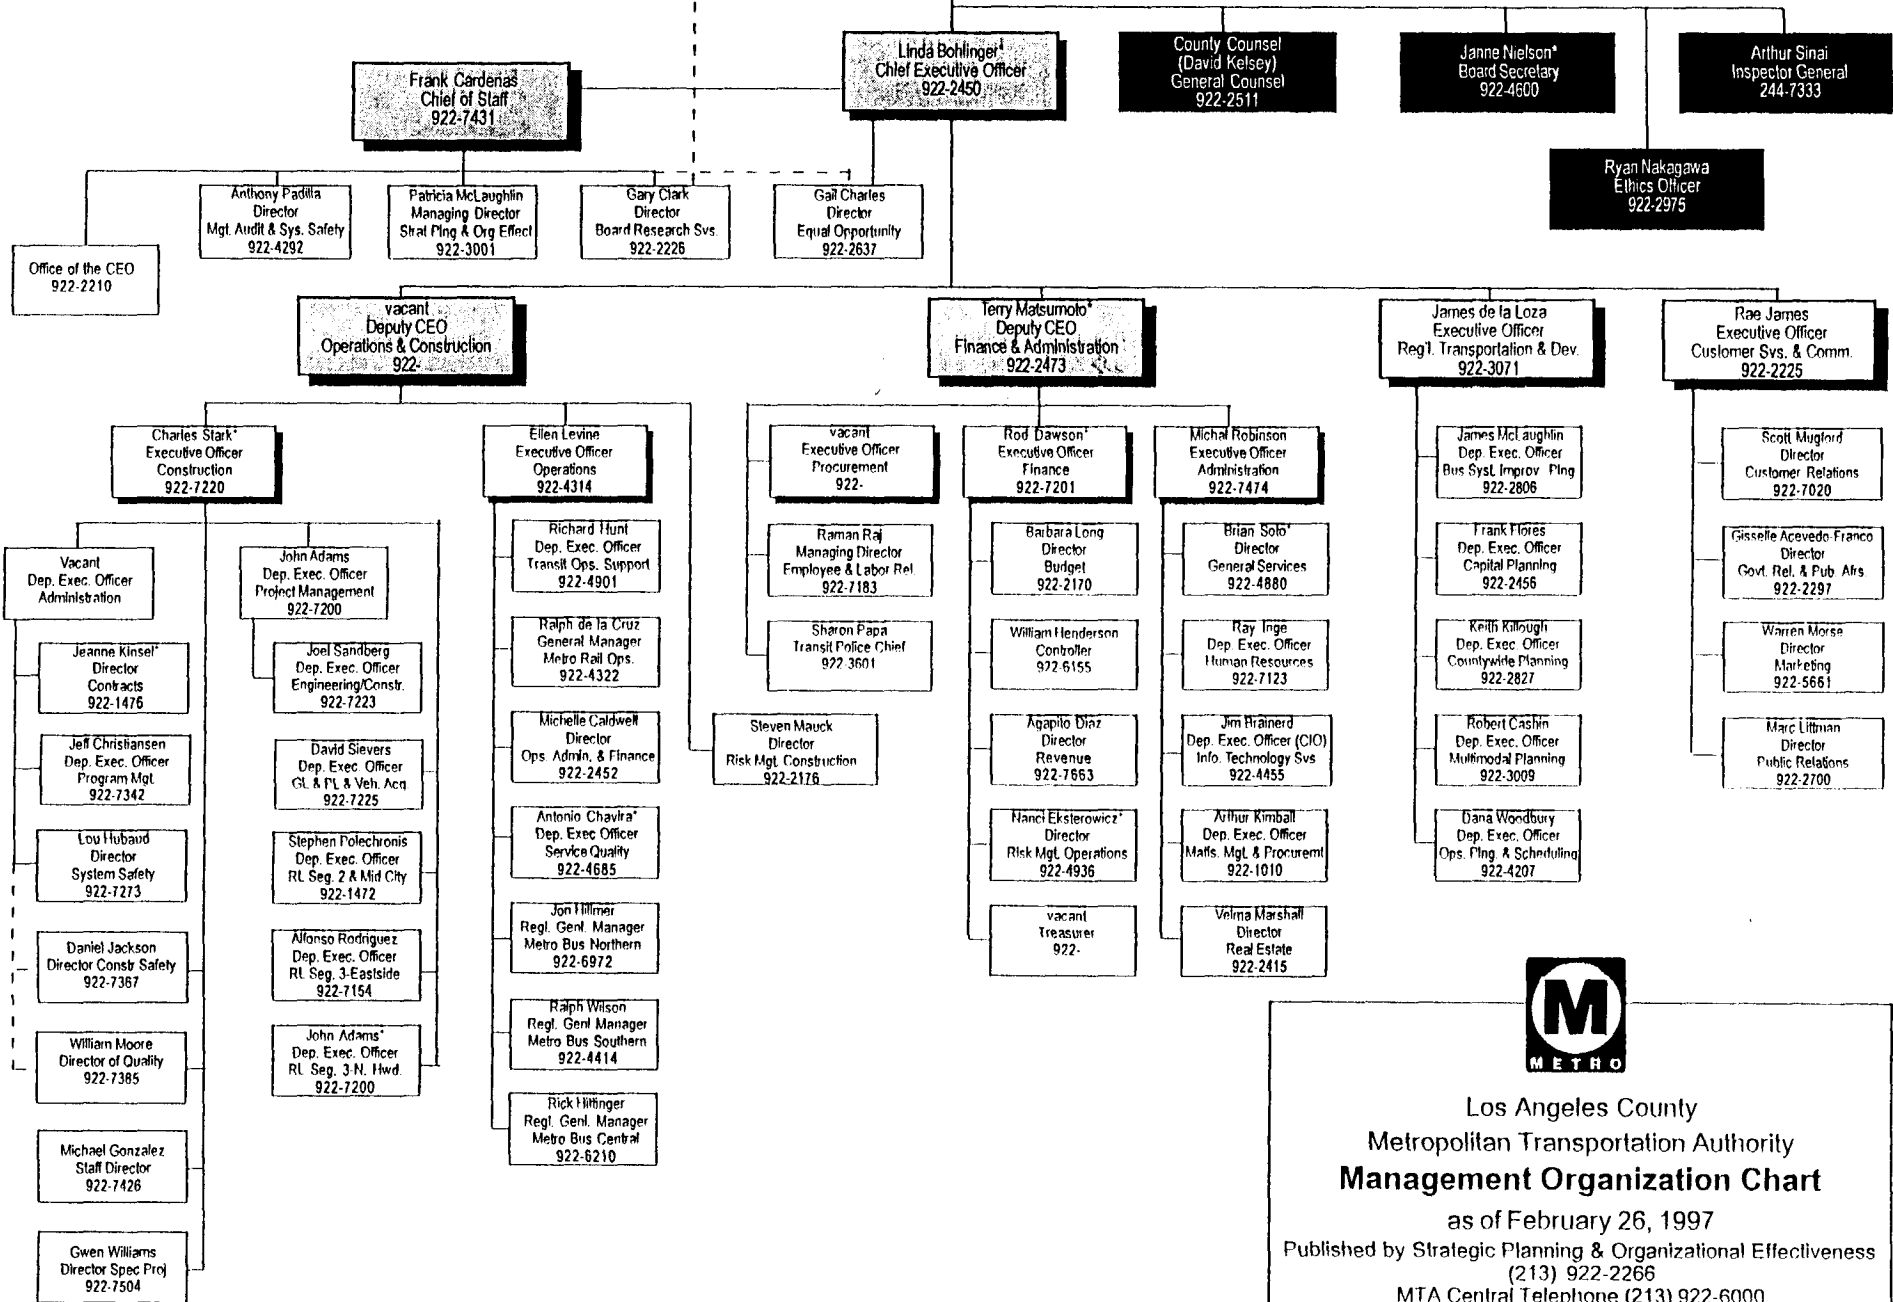 Linda Bohlinger*
Chief Executive Officer
922-2450
County Counsel
(David Kelsey)
General Counsel
922-2511
Janne Nielson*
Board Secretary
922-4600
Arthur Sinai
Inspector General
244-7333
Frank Cardenas
Chief of Staff
922-7431
Ryan Nakagawa
Ethics Officer
922-2975
Office of the CEO
922-2210
Anthony Padilla
Director
Mgt. Audit & Sys. Safety
922-4292
Patricia McLaughlin
Managing Director
Strat Plng & Org Effect
922-3001
Gary Clark
Director
Board Research Svs.
922-2226
Gail Charles
Director
Equal Opportunity
922-2637
vacant
Deputy CEO
Operations & Construction
922-
Terry Matsumoto*
Deputy CEO
Finance & Administration
922-2473
James de la Loza
Executive Officer
Reg'l. Transportation & Dev.
922-3071
Rae James
Executive Officer
Customer Svs. & Comm.
922-2225
Charles Stark*
Executive Officer
Construction
922-7220
Ellen Levine
Executive Officer
Operations
922-4314
vacant
Executive Officer
Procurement
922-
Rod Dawson*
Executive Officer
Finance
922-7201
Michal Robinson
Executive Officer
Administration
922-7474
James McLaughlin
Dep. Exec. Officer
Bus Syst. Improv. Plng
922-2806
Scott Mugford
Director
Customer Relations
922-7020
Vacant
Dep. Exec. Officer
Administration
John Adams
Dep. Exec. Officer
Project Management
922-7200
Richard Hunt
Dep. Exec. Officer
Transit Ops. Support
922-4901
Raman Raj
Managing Director
Employee & Labor Rel.
922-7183
Barbara Long
Director
Budget
922-2170
Brian Soto*
Director
General Services
922-4880
Frank Flores
Dep. Exec. Officer
Capital Planning
922-2456
Gisselle Acevedo-Franco
Director
Govt. Rel. & Pub. Afrs.
922-2297
Jeanne Kinsel*
Director
Contracts
922-1476
Joel Sandberg
Dep. Exec. Officer
Engineering/Constr.
922-7223
Ralph de la Cruz
General Manager
Metro Rail Ops.
922-4322
Sharon Papa
Transit Police Chief
922-3601
William Henderson
Controller
922-6155
Ray Inge
Dep. Exec. Officer
Human Resources
922-7123
Keith Killough
Dep. Exec. Officer
Countywide Planning
922-2827
Warren Morse
Director
Marketing
922-5661
Jeff Christiansen
Dep. Exec. Officer
Program Mgt.
922-7342
David Sievers
Dep. Exec. Officer
GL & PL & Veh. Acq.
922-7225
Michelle Caldwell
Director
Ops. Admin. & Finance
922-2452
Steven Mauck
Director
Risk Mgt. Construction
922-2176
Agapito Diaz
Director
Revenue
922-7663
Jim Brainerd
Dep. Exec. Officer (CIO)
Info. Technology Svs
922-4455
Robert Cashin
Dep. Exec. Officer
Multimodal Planning
922-3009
Marc Littman
Director
Public Relations
922-2700
Lou Hubaud
Director
System Safety
922-7273
Stephen Polechronis
Dep. Exec. Officer
RL Seg. 2 & Mid City
922-1472
Antonio Chavira*
Dep. Exec Officer
Service Quality
922-4685
Nanci Eksterowicz*
Director
Risk Mgt. Operations
922-4936
Arthur Kimball
Dep. Exec. Officer
Matls. Mgt. & Procuremt
922-1010
Dana Woodbury
Dep. Exec. Officer
Ops. Plng. & Scheduling
922-4207
Daniel Jackson
Director Constr Safety
922-7367
Alfonso Rodriguez
Dep. Exec. Officer
RL Seg. 3-Eastside
922-7154
Jon Hillmer
Regl. Genl. Manager
Metro Bus Northern
922-6972
vacant
Treasurer
922-
Velma Marshall
Director
Real Estate
922-2415
William Moore
Director of Quality
922-7385
John Adams*
Dep. Exec. Officer
RL Seg. 3-N. Hwd.
922-7200
Ralph Wilson
Regl. Genl Manager
Metro Bus Southern
922-4414
Michael Gonzalez
Staff Director
922-7426
Rick Hittinger
Regl. Genl. Manager
Metro Bus Central
922-6210
Gwen Williams
Director Spec Proj
922-7504
M
METRO
Los Angeles County
Metropolitan Transportation Authority
Management Organization Chart
as of February 26, 1997
Published by Strategic Planning & Organizational Effectiveness
(213) 922-2266
MTA Central Telephone (213) 922-6000